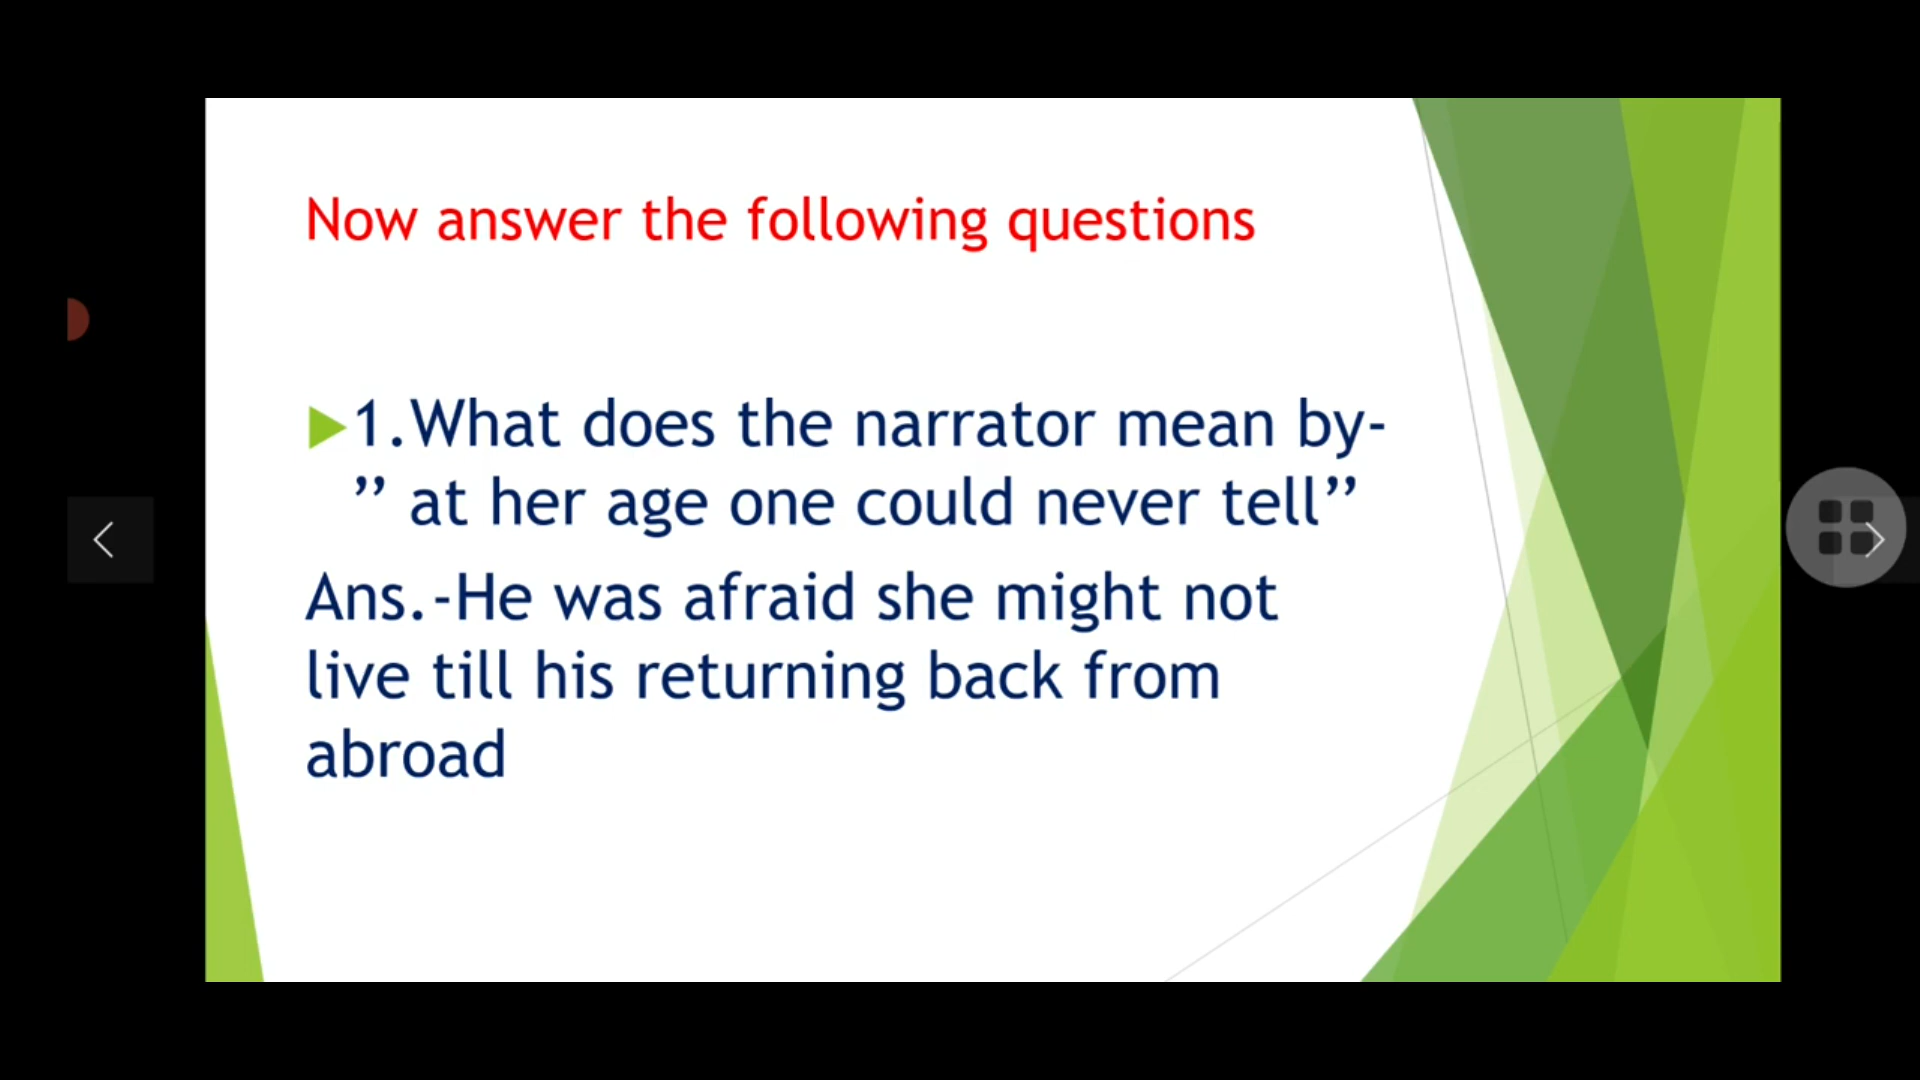 Now answer the following questions
1.What does the narrator mean by-
’’ at her age one could never tell’’
Ans.-He was afraid she might not
live till his returning back from
abroad